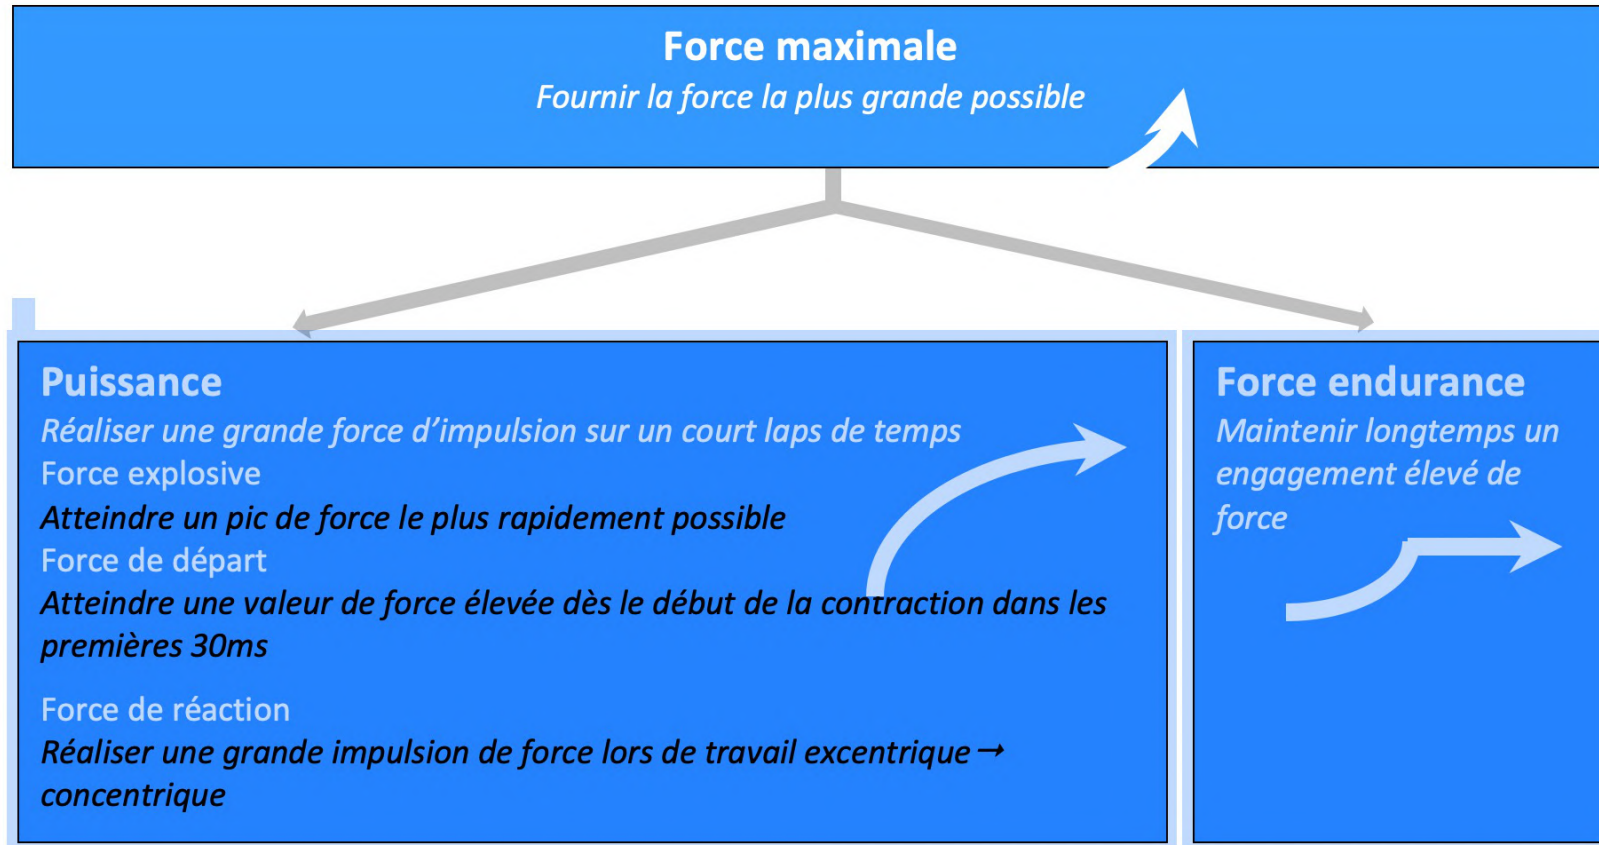 Force maximale
Fournir la force la plus grande possible
Puissance
Réaliser une grande force d’impulsion sur un court laps de temps
Force explosive
Atteindre un pic de force le plus rapidement possible
Force de départ
Atteindre une valeur de force élevée dès le début de la contraction dans les
premières 30ms
Force de réaction
Réaliser une grande impulsion de force lors de travail excentrique →
concentrique
Force endurance
Maintenir longtemps un
engagement élevé de
force